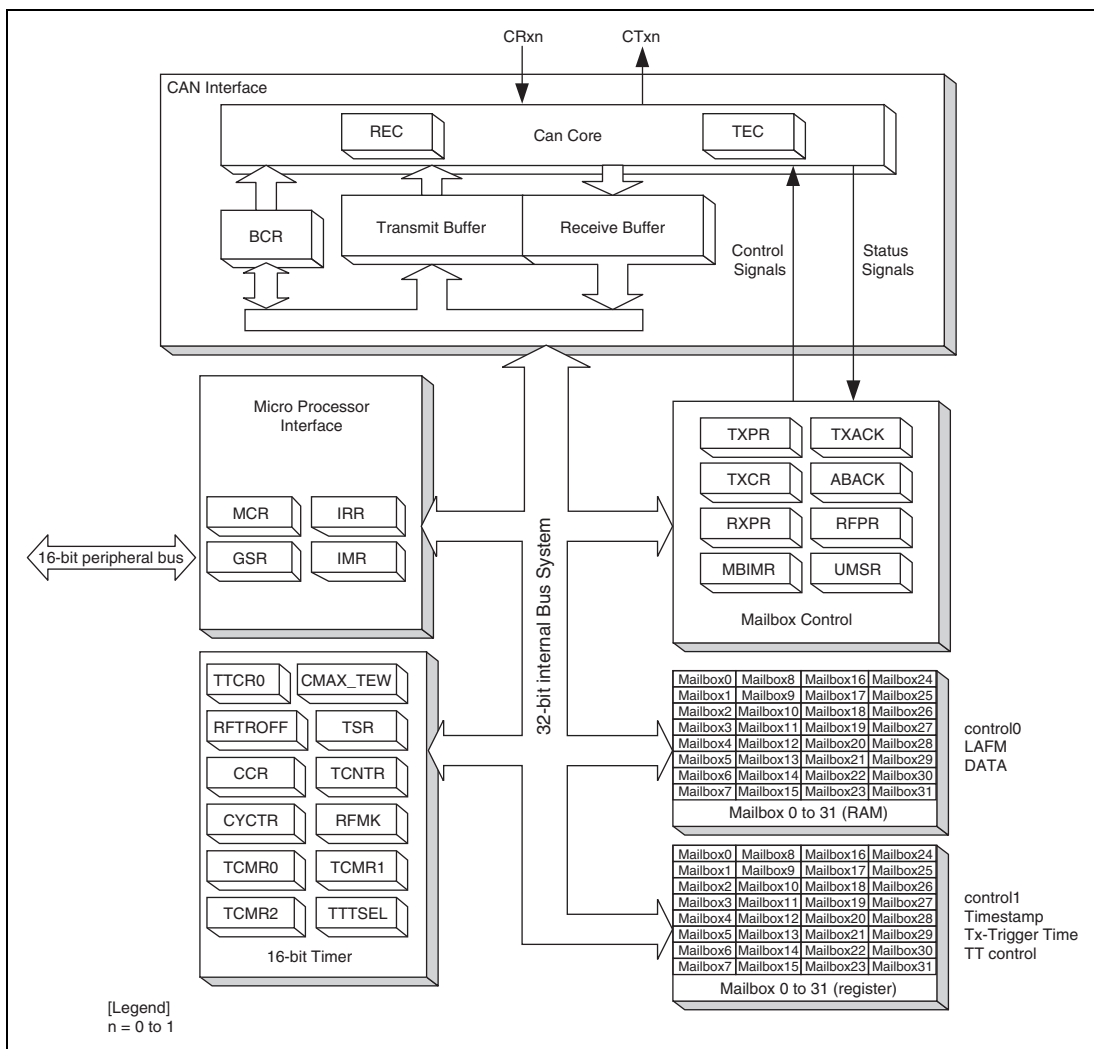 CRxn CTxn
CAN Interface
REC Can Core TEC
BCR Transmit Buffer Receive Buffer
Control
Signals
Status
Signals
Micro Processor
Interface
MCR IRR
GSR IMR
16-bit peripheral bus
32-bit internal Bus System
TXPR TXACK
TXCR ABACK
RXPR RFPR
MBIMR UMSR
Mailbox Control
TTCR0 CMAX_TEW
RFTROFF TSR
CCR TCNTR
CYCTR RFMK
TCMR0 TCMR1
TCMR2 TTTSEL
16-bit Timer
Mailbox0 Mailbox8 Mailbox16 Mailbox24
Mailbox1 Mailbox9 Mailbox17 Mailbox25
Mailbox2 Mailbox10 Mailbox18 Mailbox26
Mailbox3 Mailbox11 Mailbox19 Mailbox27
Mailbox4 Mailbox12 Mailbox20 Mailbox28
Mailbox5 Mailbox13 Mailbox21 Mailbox29
Mailbox6 Mailbox14 Mailbox22 Mailbox30
Mailbox7 Mailbox15 Mailbox23 Mailbox31
Mailbox 0 to 31 (RAM)
control0
LAFM
DATA
Mailbox0 Mailbox8 Mailbox16 Mailbox24
Mailbox1 Mailbox9 Mailbox17 Mailbox25
Mailbox2 Mailbox10 Mailbox18 Mailbox26
Mailbox3 Mailbox11 Mailbox19 Mailbox27
Mailbox4 Mailbox12 Mailbox20 Mailbox28
Mailbox5 Mailbox13 Mailbox21 Mailbox29
Mailbox6 Mailbox14 Mailbox22 Mailbox30
Mailbox7 Mailbox15 Mailbox23 Mailbox31
Mailbox 0 to 31 (register)
control1
Timestamp
Tx-Trigger Time
TT control
[Legend]
n = 0 to 1